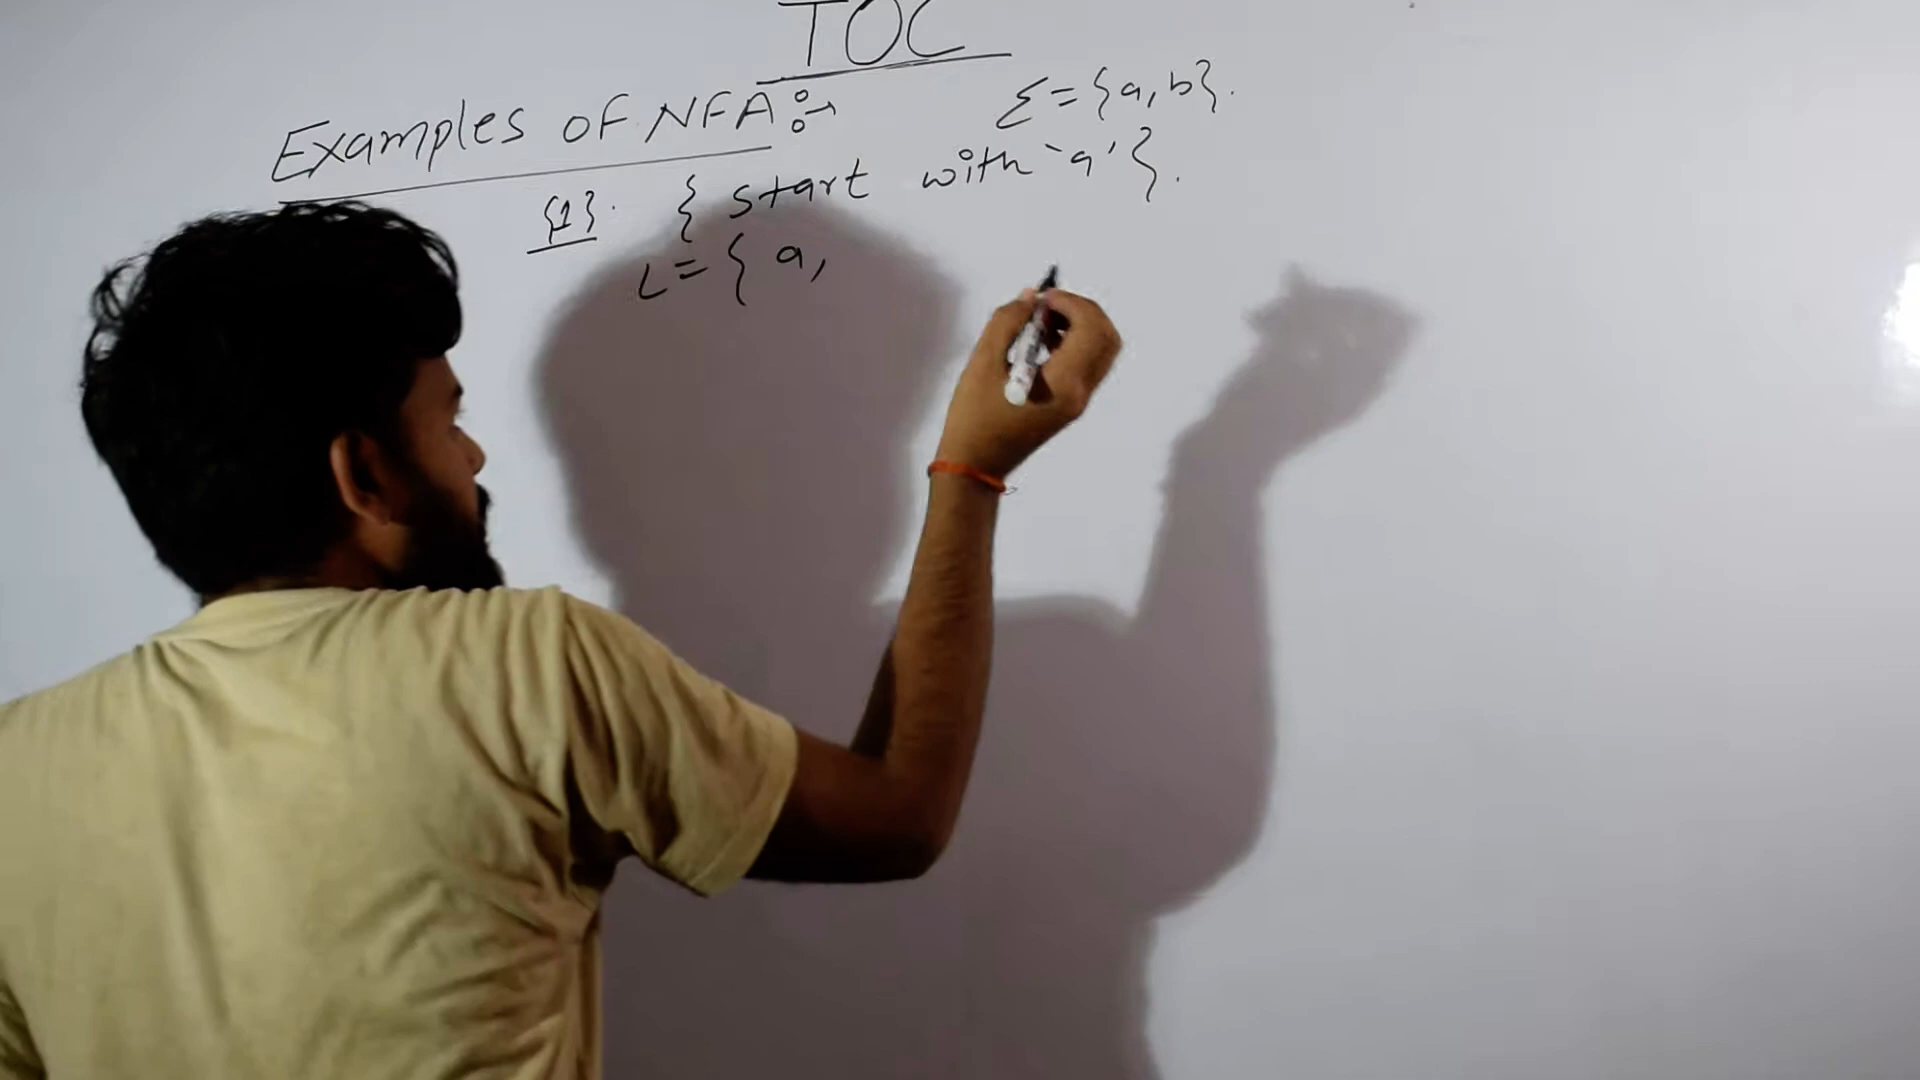 TOC
Examples OF NFA:→
Σ={a,b}.
{1}. {start with `a'}.
L={a,